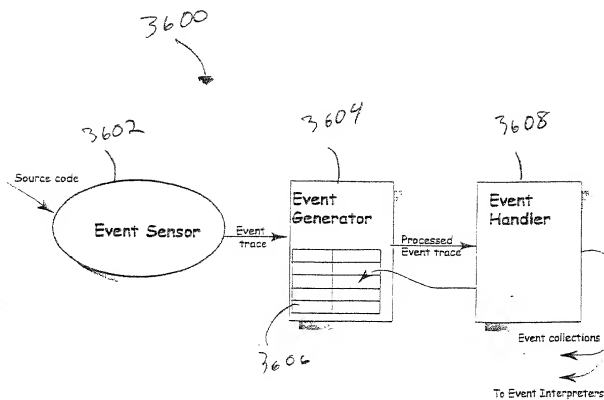 3600
3602
3604
3608
Source code
Event Sensor
Event
trace
Event
Generator
Processed
Event trace
Event
Handler
3606
Event collections
To Event Interpreters